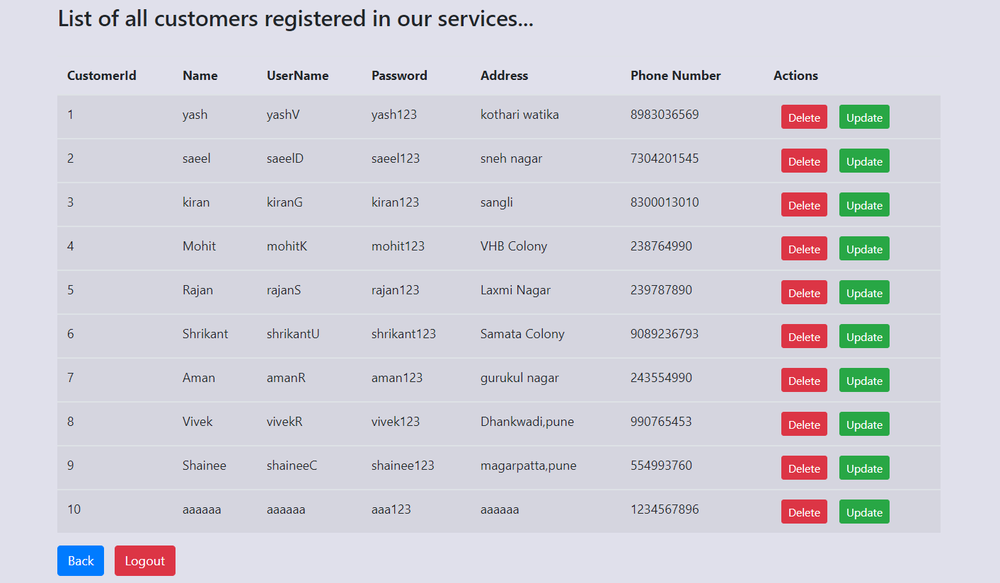 List of all customers registered in our services...
CustomerId Name UserName Password Address Phone Number Actions
1 yash yashV yash123 kothari watika 8983036569 Delete Update
2 saeel saeelD saeel123 sneh nagar 7304201545 Delete Update
3 kiran kiranG kiran123 sangli 8300013010 Delete Update
4 Mohit mohitK mohit123 VHB Colony 238764990 Delete Update
5 Rajan rajanS rajan123 Laxmi Nagar 239787890 Delete Update
6 Shrikant shrikantU shrikant123 Samata Colony 9089236793 Delete Update
7 Aman amanR aman123 gurukul nagar 243554990 Delete Update
8 Vivek vivekR vivek123 Dhankwadi,pune 990765453 Delete Update
9 Shainee shaineeC shainee123 magarpatta,pune 554993760 Delete Update
10 aaaaaa aaaaaa aaa123 aaaaaa 1234567896 Delete Update
Back Logout